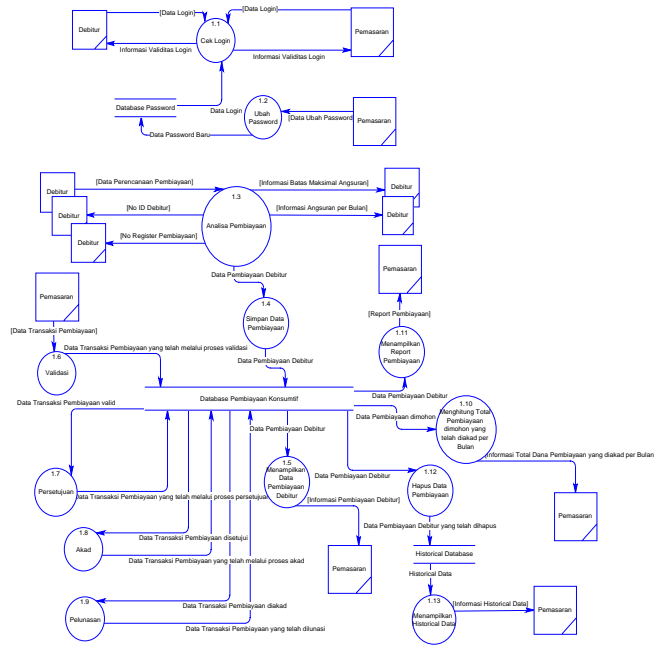 [Data Login]
[Data Login]
Debitur
1.1
Cek Login
Pemasaran
Informasi Validitas Login
Informasi Validitas Login
Database Password
Data Login
1.2
Ubah
Password
[Data Ubah Password
Pemasaran
Data Password Baru
[Data Perencanaan Pembiayaan]
[Informasi Batas Maksimal Angsuran]
Debitur
Debitur
1.3
Analisa Pembiayaan
[No ID Debitur]
[Informasi Angsuran per Bulan]
Debitur
Debitur
[No Register Pembiayaan]
Debitur
Data Pembiayaan Debitur
Pemasaran
Pemasaran
1.4
Simpan Data
Pembiayaan
[Report Pembiayaan]
[Data Transaksi Pembiayaan]
1.11
Menampilkan
Report
Pembiayaan
Data Transaksi Pembiayaan yang telah melalui proses validasi
1.6
Validasi
Data Pembiayaan Debitur
Database Pembiayaan Konsumtif
Data Pembiayaan Debitur
Data Transaksi Pembiayaan valid
Data Pembiayaan dimohon
1.10
Menghitung Total
Pembiayaan
dimohon yang
telah diakad per
Bulan
Data Pembiayaan Debitur
[Informasi Total Dana Pembiayaan yang diakad per Bulan
1.7
Persetujuan
1.5
Menampilkan
Data
Pembiayaan
Debitur
Data Pembiayaan Debitur
1.12
Hapus Data
Pembiayaan
Data Transaksi Pembiayaan yang telah melalui proses persetujuan
[Informasi Pembiayaan Debitur]
Pemasaran
1.8
Akad
Data Transaksi Pembiayaan disetujui
Data Pembiayaan Debitur yang telah dihapus
Data Transaksi Pembiayaan yang telah melalui proses akad
Historical Database
Pemasaran
Historical Data
1.9
Pelunasan
Data Transaksi Pembiayaan diakad
1.13
Menampilkan
Historical Data
[Informasi Historical Data]
Pemasaran
Data Transaksi Pembiayaan yang telah dilunasi